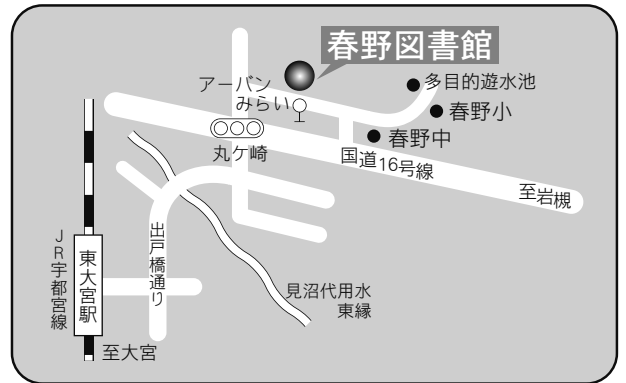 春野図書館
アーバン
みらい
多目的遊水池
春野小
春野中
丸ケ崎
国道16号線
至岩槻
出戸橋通り
JR宇都宮線
東大宮駅
見沼代用水
東縁
至大宮